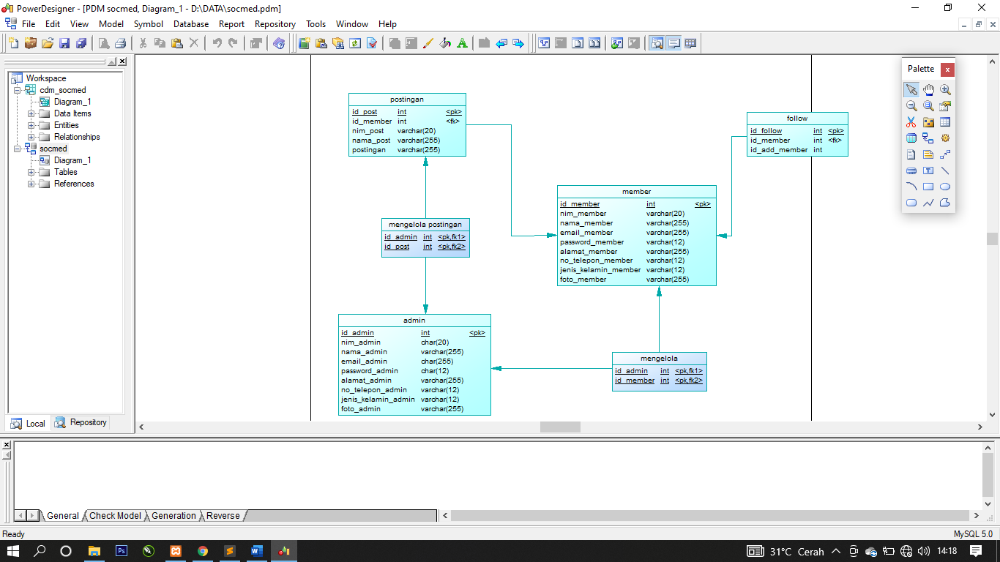 PowerDesigner - [PDM socmed, Diagram_1 - D:\DATA\socmed.pdm]
File Edit View Model Symbol Database Report Repository Tools Window Help
Workspace
cdm_socmed
Diagram_1
Data Items
Entities
Relationships
socmed
Diagram_1
Tables
References
Local Repository
postingan
id_post int <pk>
id_member int <fk>
nim_post varchar(20)
nama_post varchar(255)
postingan varchar(255)
follow
id_follow int <pk>
id_member int <fk>
id_add_member int
member
id_member int <pk>
nim_member varchar(20)
nama_member varchar(255)
email_member varchar(255)
password_member varchar(12)
alamat_member varchar(255)
no_telepon_member varchar(12)
jenis_kelamin_member varchar(12)
foto_member varchar(255)
mengelola postingan
id_admin int <pk,fk1>
id_post int <pk,fk2>
admin
id_admin int <pk>
nim_admin char(20)
nama_admin varchar(255)
email_admin char(255)
password_admin char(12)
alamat_admin varchar(255)
no_telepon_admin varchar(12)
jenis_kelamin_admin varchar(12)
foto_admin varchar(255)
mengelola
id_admin int <pk,fk1>
id_member int <pk,fk2>
Palette
General Check Model Generation Reverse
Ready MySQL 5.0
Ps
31°C Cerah 14:18